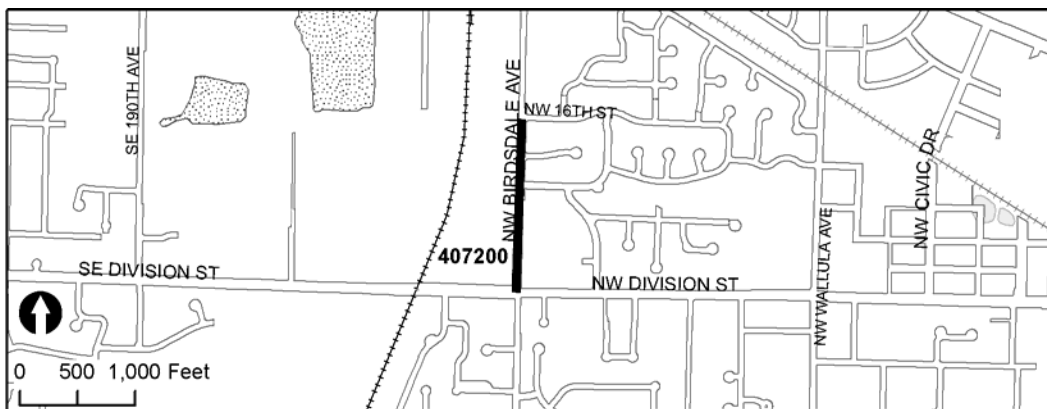 SE 190TH AVE
NW BIRDSDALE AVE
NW 16TH ST
NW CIVIC DR
NW WALLULA AVE
407200
SE DIVISION ST
NW DIVISION ST
0 500 1,000 Feet